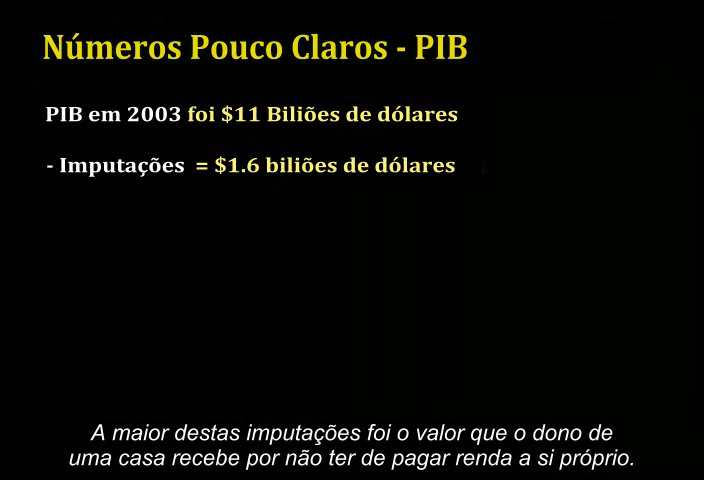 Números Pouco Claros - PIB
PIB em 2003 foi $11 Biliões de dólares
- Imputações = $1.6 biliões de dólares
A maior destas imputações foi o valor que o dono de
uma casa recebe por não ter de pagar renda a si próprio.